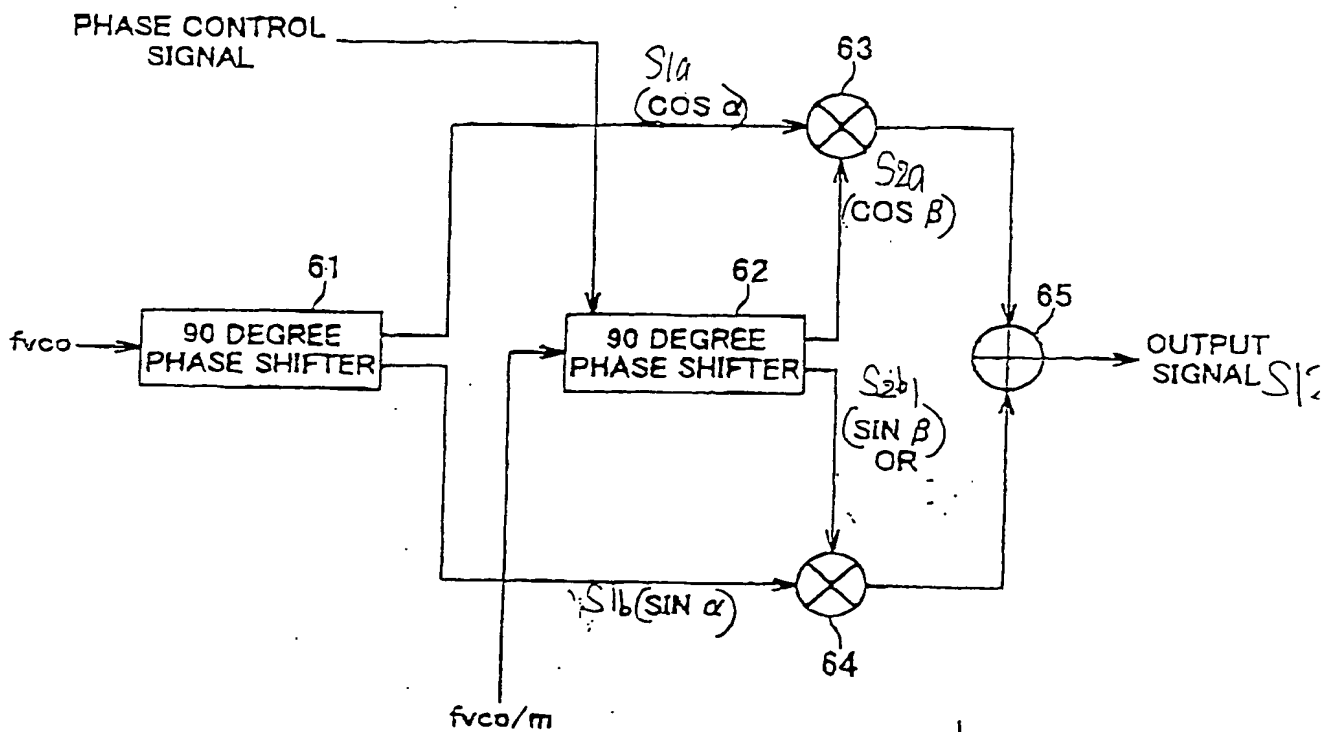 PHASE CONTROL
SIGNAL
S1a
(COS α)
63
S2a
(COS β)
61
90 DEGREE
PHASE SHIFTER
fvco
62
90 DEGREE
PHASE SHIFTER
65
OUTPUT
SIGNAL S12
S2b1
(SIN β)
OR
S1b(SIN α)
64
fvco/m